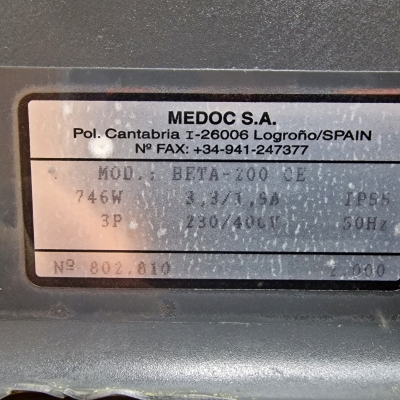 MEDOC S.A.
Pol. Cantabria I-26006 Logroño/SPAIN
Nº FAX: +34-941-247377
MOD.: BETA-200 CE
746W 3,3/1,9A IP55
3P 230/400V 50Hz
Nº 802.810 2.000